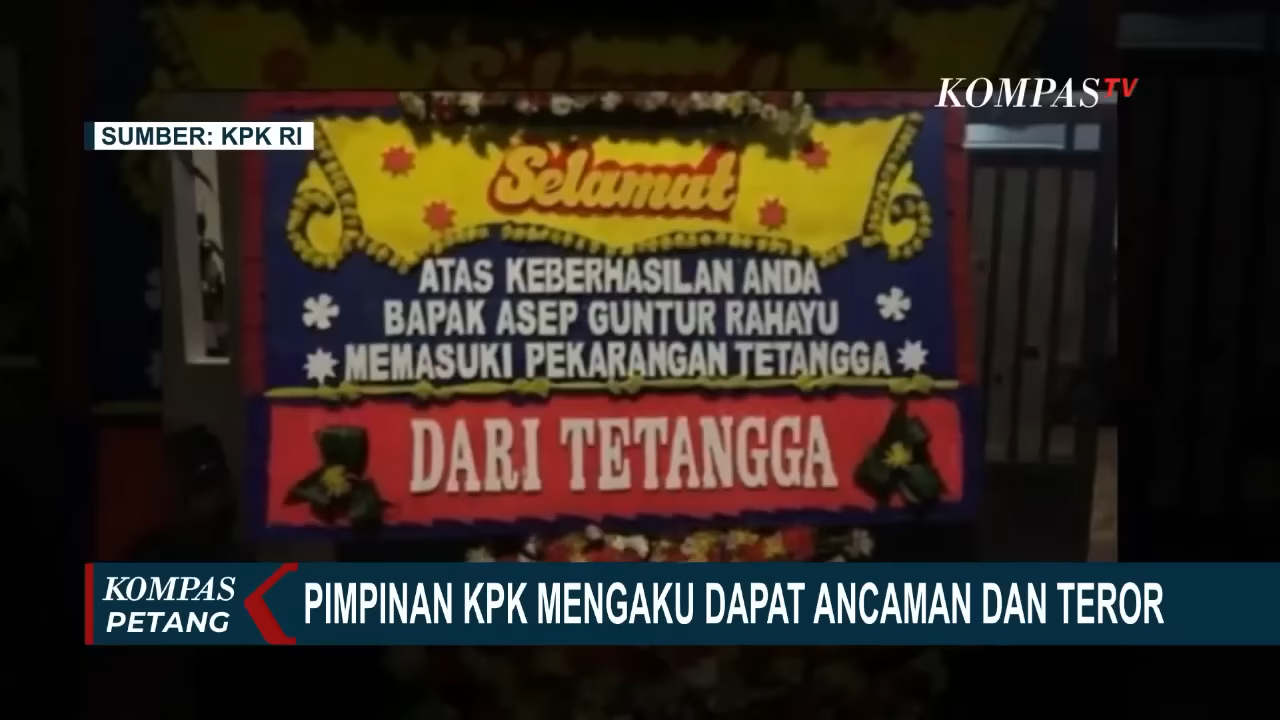 KOMPASTV
SUMBER: KPK RI
Selamat
ATAS KEBERHASILAN ANDA
BAPAK ASEP GUNTUR RAHAYU
MEMASUKI PEKARANGAN TETANGGA
DARI TETANGGA
KOMPAS
PETANG
PIMPINAN KPK MENGAKU DAPAT ANCAMAN DAN TEROR